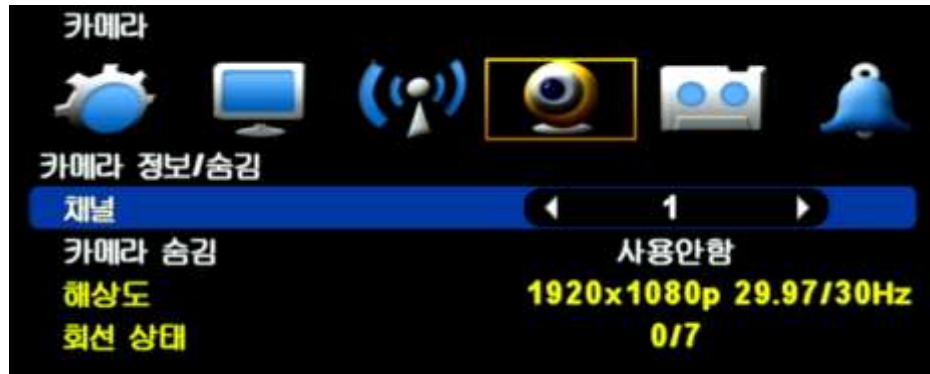 카메라
카메라 정보/숨김
채널 1
카메라 숨김 사용안함
해상도 1920x1080p 29.97/30Hz
회선 상태 0/7